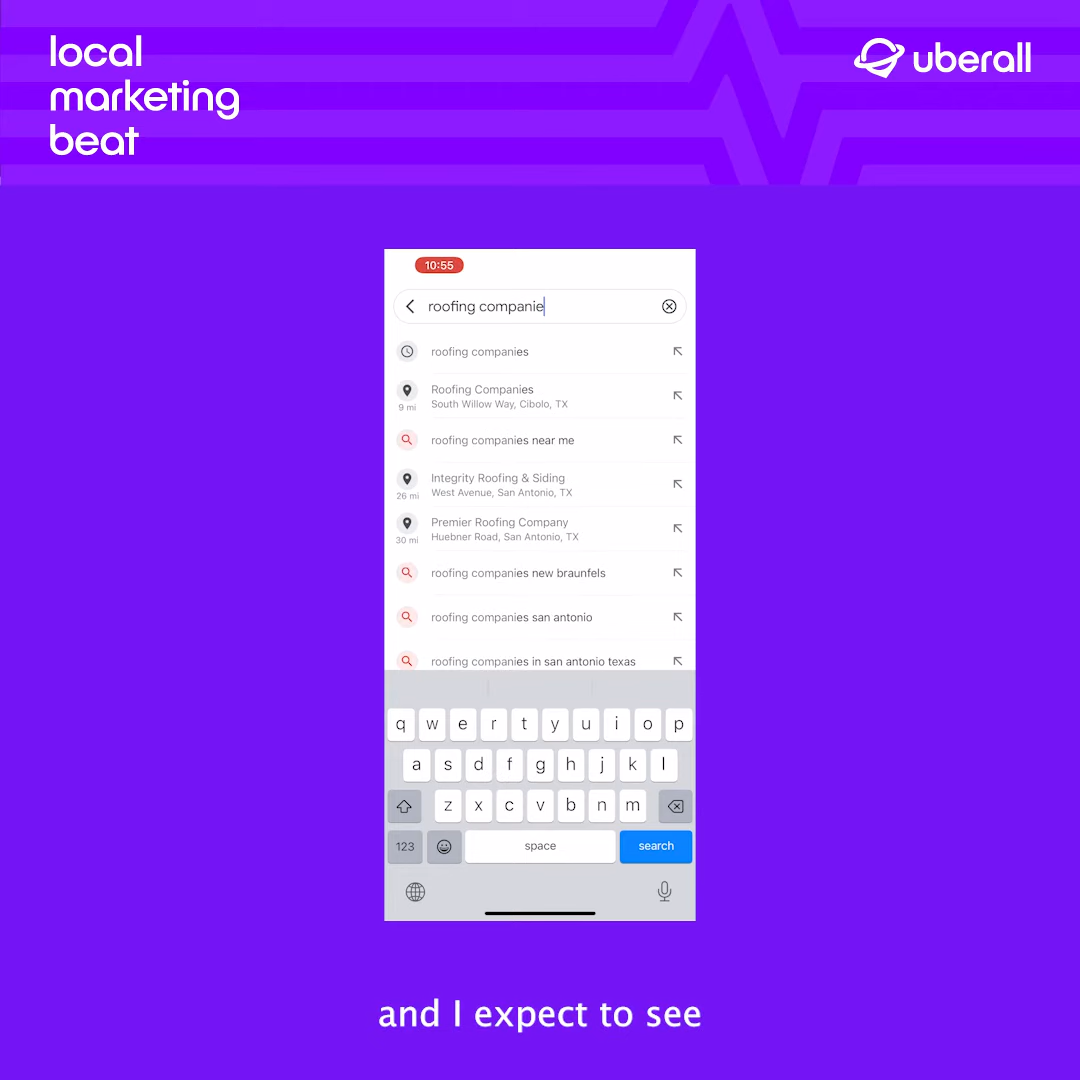 local
marketing
beat
uberall
10:55
roofing companie
roofing companies
Roofing Companies
South Willow Way, Cibolo, TX
9 mi
roofing companies near me
Integrity Roofing & Siding
West Avenue, San Antonio, TX
26 mi
Premier Roofing Company
Huebner Road, San Antonio, TX
30 mi
roofing companies new braunfels
roofing companies san antonio
roofing companies in san antonio texas
q w e r t y u i o p
a s d f g h j k l
z x c v b n m
123 space search
and I expect to see